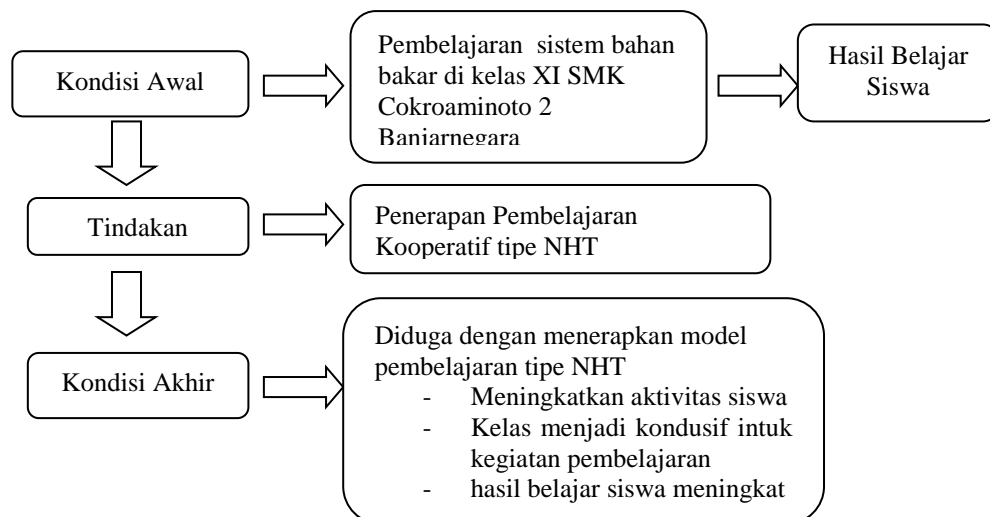 Kondisi Awal
Pembelajaran sistem bahan
bakar di kelas XI SMK
Cokroaminoto 2
Banjarnegara
Hasil Belajar
Siswa
Tindakan
Penerapan Pembelajaran
Kooperatif tipe NHT
Kondisi Akhir
Diduga dengan menerapkan model
pembelajaran tipe NHT
- Meningkatkan aktivitas siswa
- Kelas menjadi kondusif intuk
kegiatan pembelajaran
- hasil belajar siswa meningkat